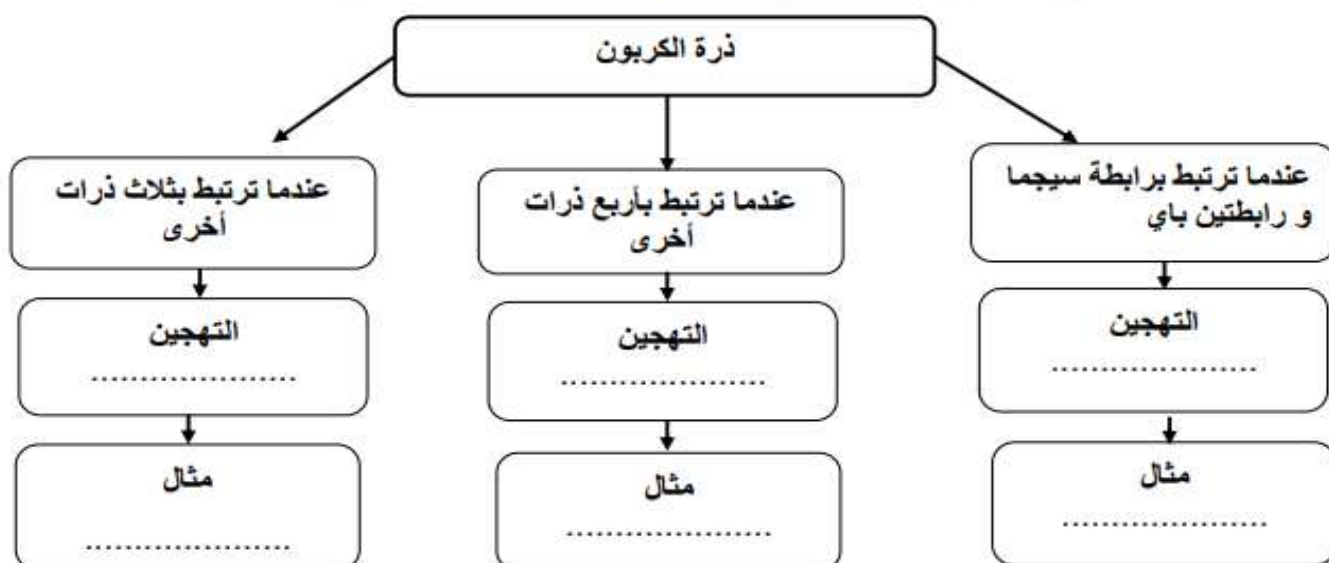 ذرة الكربون
عندما ترتبط برابطة سيجما
و رابطتين باي
التهجين
.....................
مثال
.....................
عندما ترتبط بأربع ذرات
أخرى
التهجين
.....................
مثال
.....................
عندما ترتبط بثلاث ذرات
أخرى
التهجين
.....................
مثال
.....................